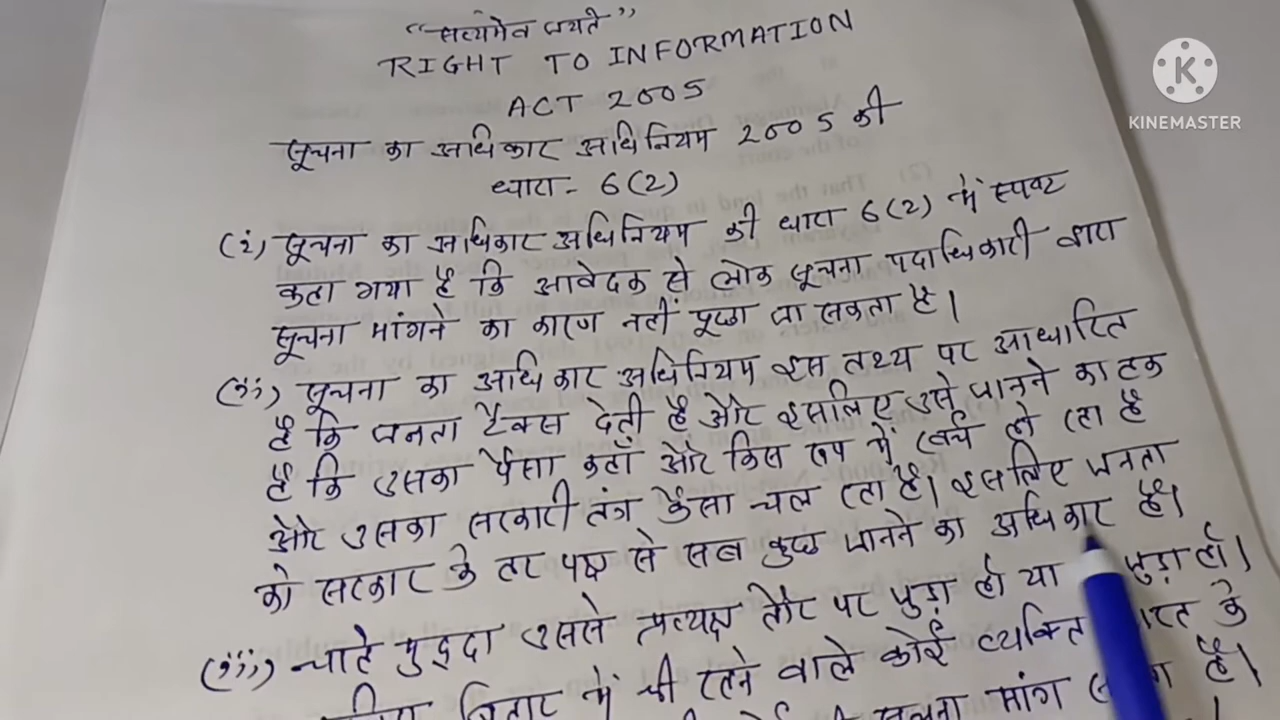 "सत्यमेव जयते"
RIGHT TO INFORMATION
ACT 2005
सूचना का अधिकार अधिनियम 2005 की
धारा - 6(2)
(i) सूचना का अधिकार अधिनियम की धारा 6(2) में स्पष्ट
कहा गया है कि आवेदक से लोक सूचना पदाधिकारी द्वारा
सूचना मांगने का कारण नहीं पूछा जा सकता है।
(ii) सूचना का अधिकार अधिनियम इस तथ्य पर आधारित
है कि जनता टैक्स देती है और इसलिए उसे जानने का हक
है कि उसका पैसा कहाँ और किस रूप में खर्च हो रहा है
और उसका सरकारी तंत्र कैसा चल रहा है। इसलिए जनता
को सरकार के हर पक्ष से सब कुछ जानने का अधिकार है।
(iii) चाहे मुद्दा उससे प्रत्यक्ष तौर पर जुड़ा हो या जुड़ा हो।
बिहार में भी रहने वाले कोई व्यक्ति के
सूचना मांग है।
KINEMASTER